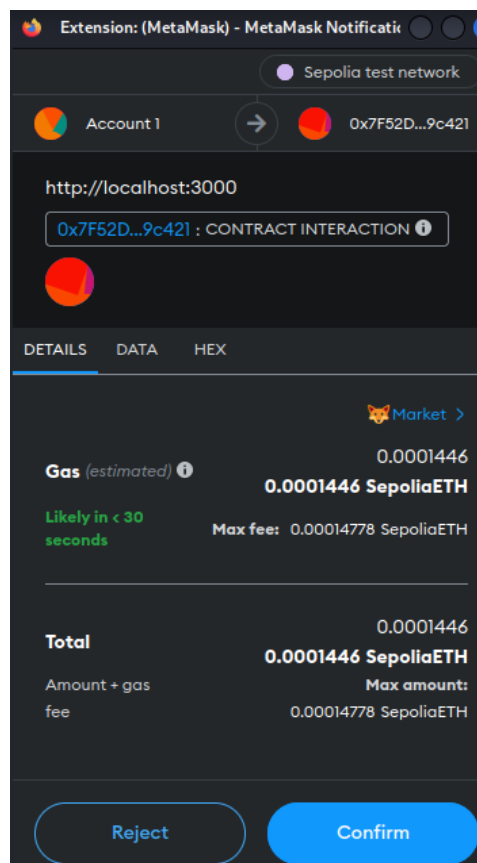 Extension: (MetaMask) - MetaMask Notificatic
Sepolia test network
Account 1
0x7F52D...9c421
http://localhost:3000
0x7F52D...9c421 : CONTRACT INTERACTION
DETAILS DATA HEX
Market >
0.0001446
Gas (estimated)
0.0001446 SepoliaETH
Likely in < 30
seconds
Max fee: 0.00014778 SepoliaETH
0.0001446
Total
0.0001446 SepoliaETH
Amount + gas
fee
Max amount:
0.00014778 SepoliaETH
Reject
Confirm